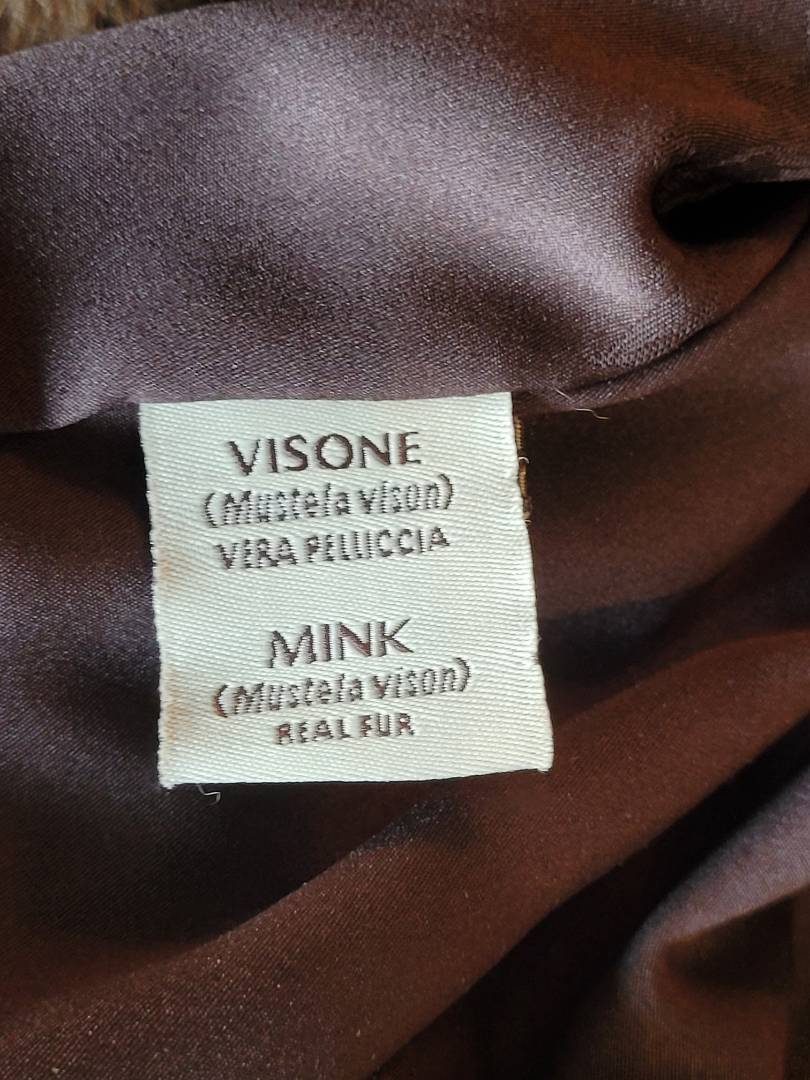 VISONE
(Mustela vison)
VERA PELLICCIA
MINK
(Mustela vison)
REAL FUR